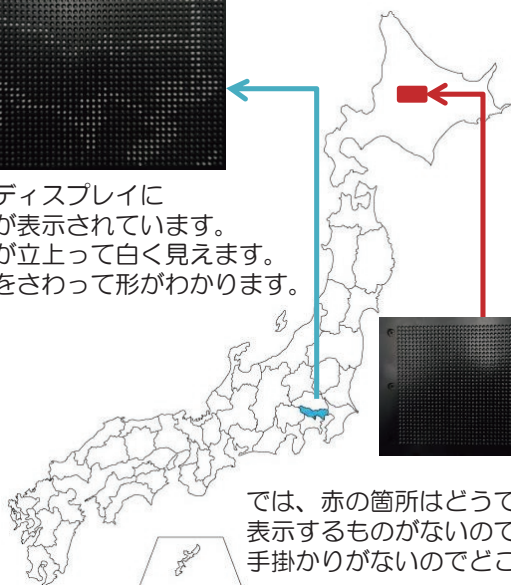 ディスプレイに
が表示されています。
が立上って白く見えます。
をさわって形がわかります。
では、赤の箇所はどうで
表示するものがないので
手掛かりがないのでどこ